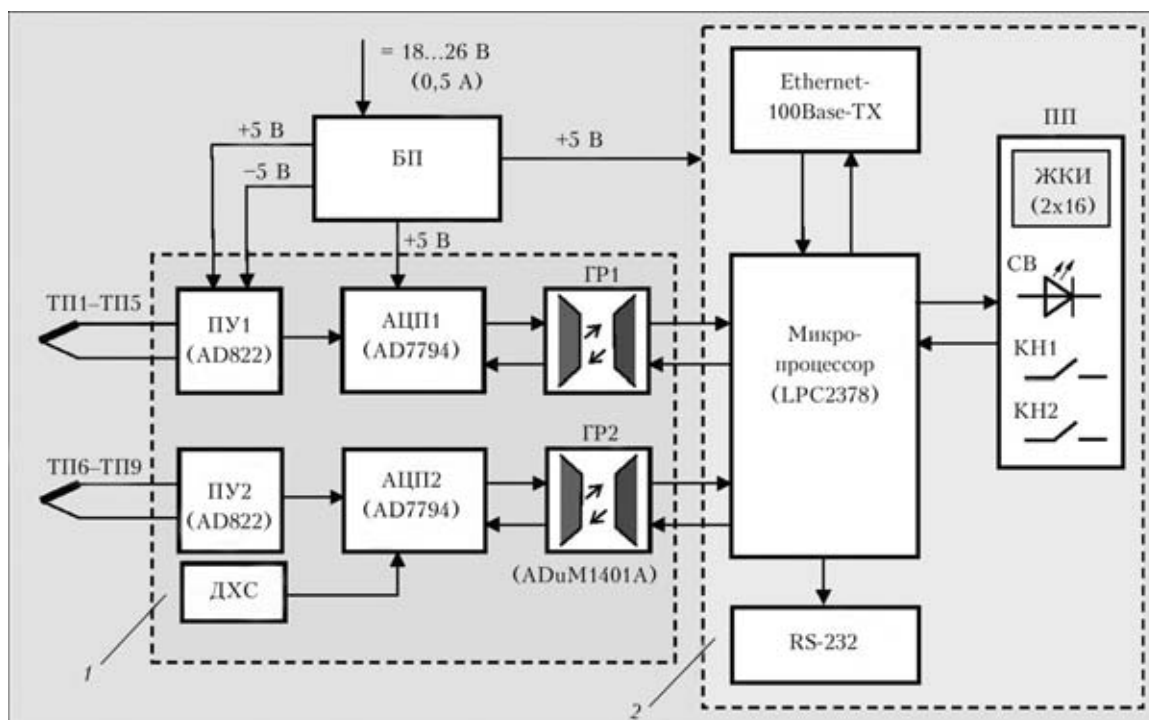 = 18...26 В
(0,5 А)
+5 В
−5 В
БП
+5 В
+5 В
ТП1–ТП5
ПУ1
(AD822)
АЦП1
(AD7794)
ГР1
ТП6–ТП9
ПУ2
(AD822)
АЦП2
(AD7794)
ГР2
(ADuM1401A)
ДХС
1
Ethernet-
100Base-TX
Микро-
процессор
(LPC2378)
RS-232
2
ПП
ЖКИ
(2x16)
СВ
КН1
КН2